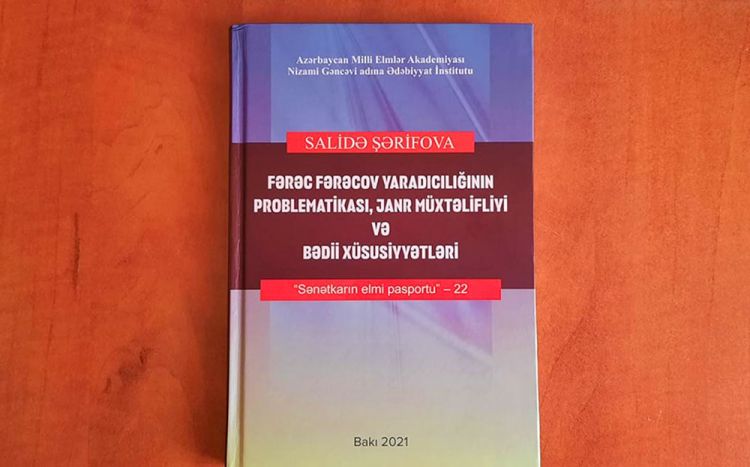 Azərbaycan Milli Elmlər Akademiyası
Nizami Gəncəvi adına Ədəbiyyat İnstitutu
SALİDƏ ŞƏRİFOVA
FƏRƏC FƏRƏCOV YARADICILIĞININ
PROBLEMATİKASI, JANR MÜXTƏLİFLİYİ
VƏ
BƏDİİ XÜSUSİYYƏTLƏRİ
"Sənətkarın elmi pasportu" – 22
Bakı 2021